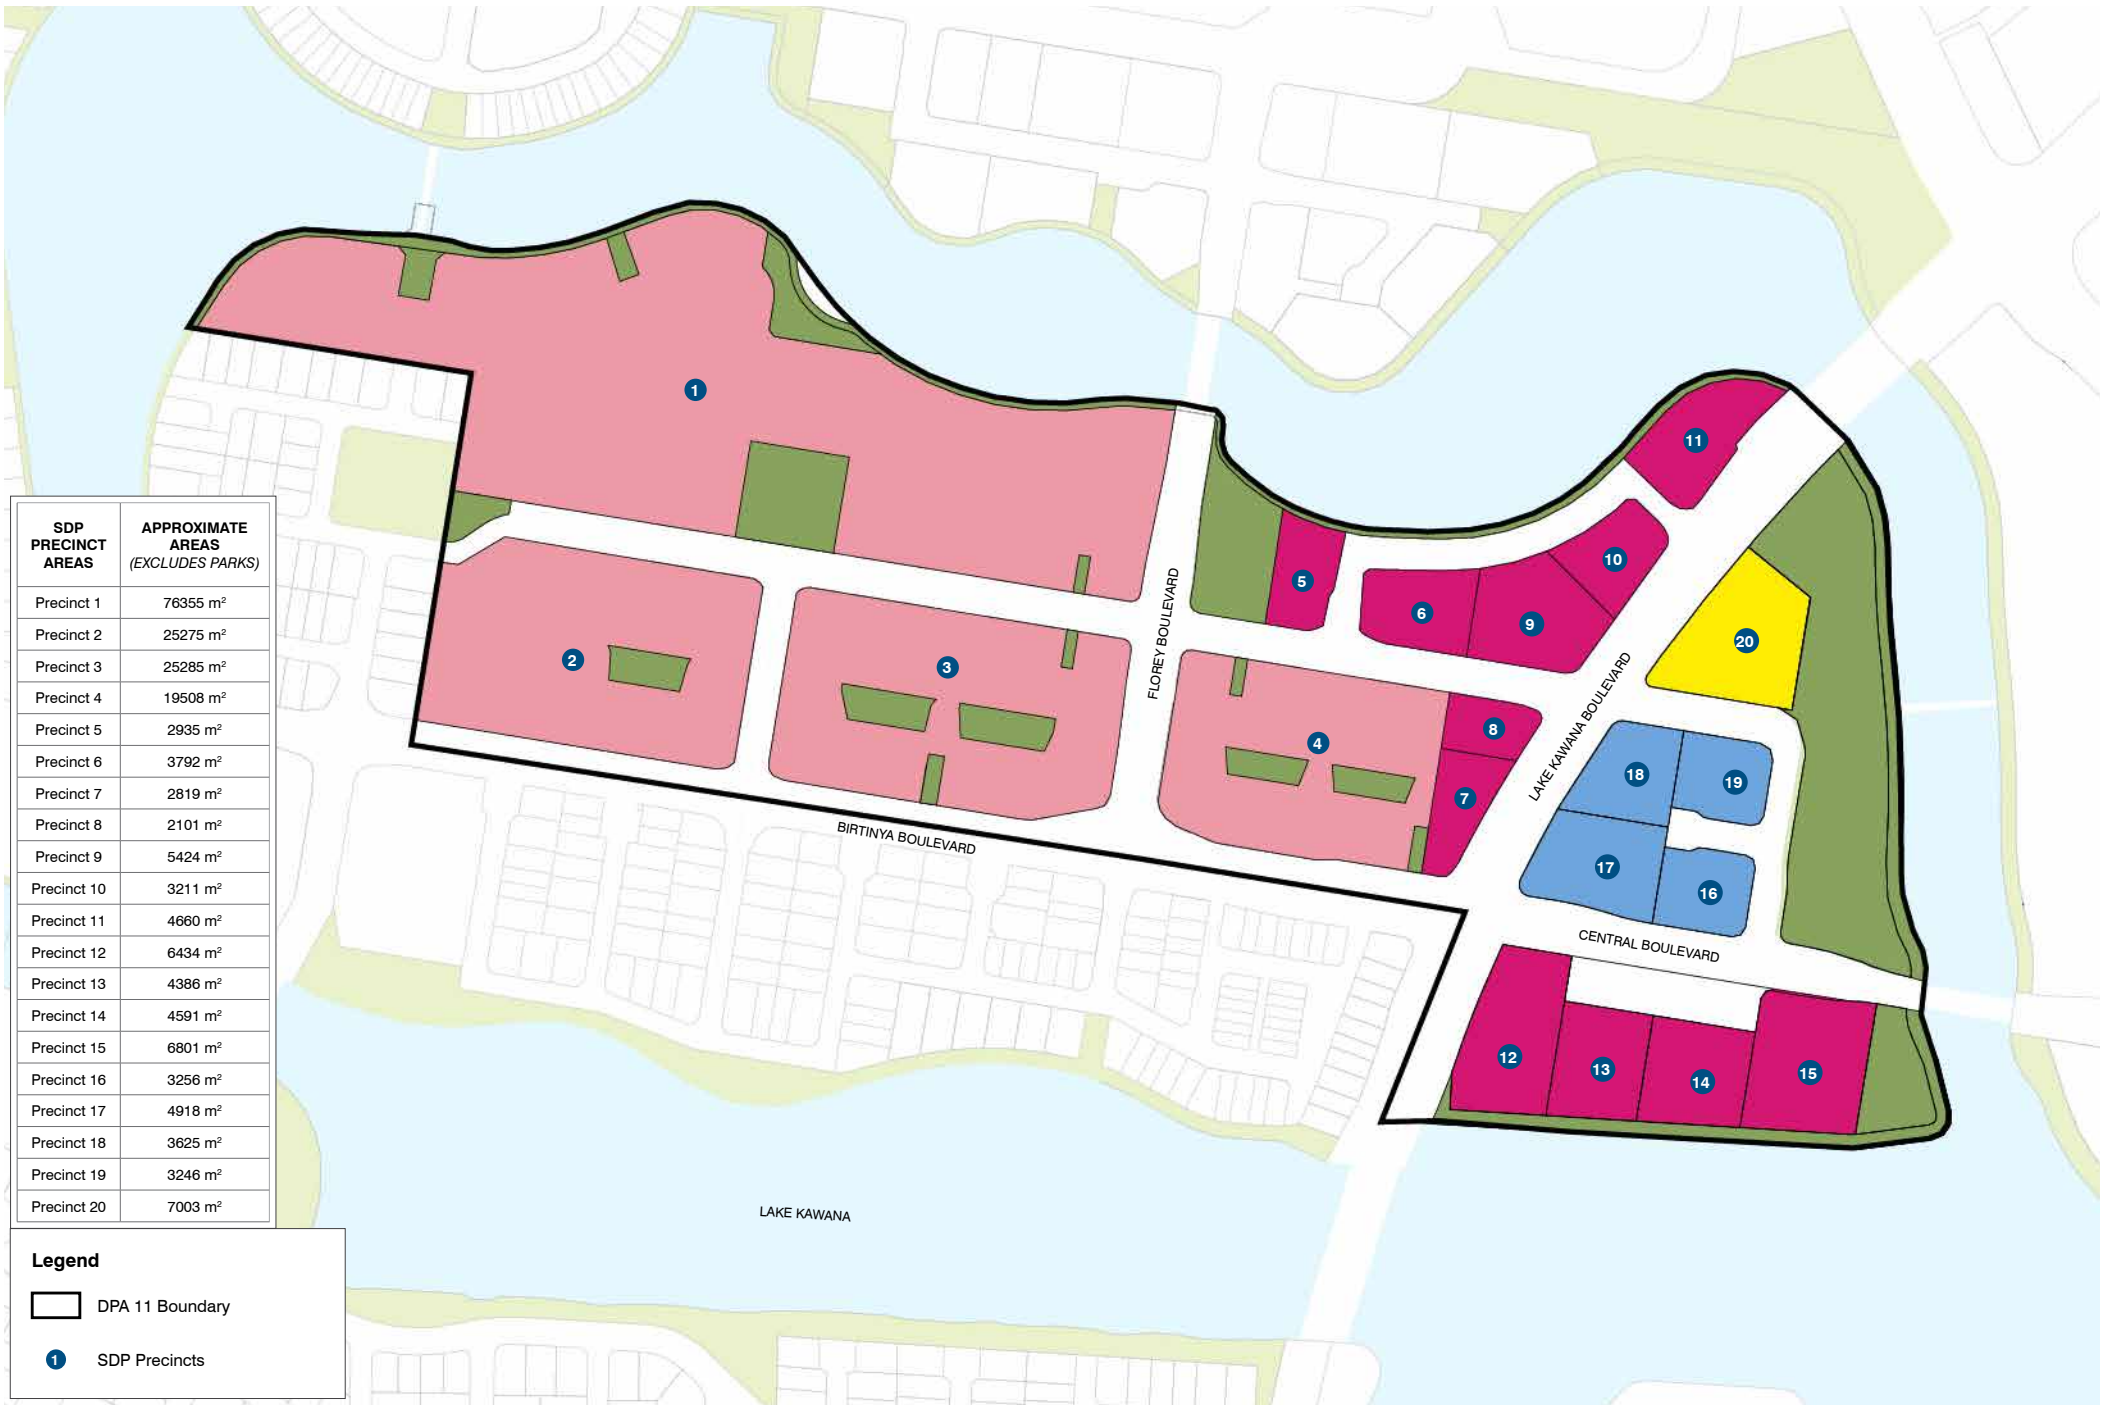 1
11
10
5
6
9
20
2
3
4
8
7
18
19
17
16
12
13
14
15
FLOREY BOULEVARD
LAKE KAWANA BOULEVARD
BIRTINYA BOULEVARD
CENTRAL BOULEVARD
LAKE KAWANA
SDP PRECINCT AREAS APPROXIMATE AREAS (EXCLUDES PARKS)
Precinct 1 76355 m²
Precinct 2 25275 m²
Precinct 3 25285 m²
Precinct 4 19508 m²
Precinct 5 2935 m²
Precinct 6 3792 m²
Precinct 7 2819 m²
Precinct 8 2101 m²
Precinct 9 5424 m²
Precinct 10 3211 m²
Precinct 11 4660 m²
Precinct 12 6434 m²
Precinct 13 4386 m²
Precinct 14 4591 m²
Precinct 15 6801 m²
Precinct 16 3256 m²
Precinct 17 4918 m²
Precinct 18 3625 m²
Precinct 19 3246 m²
Precinct 20 7003 m²
Legend
DPA 11 Boundary
1 SDP Precincts